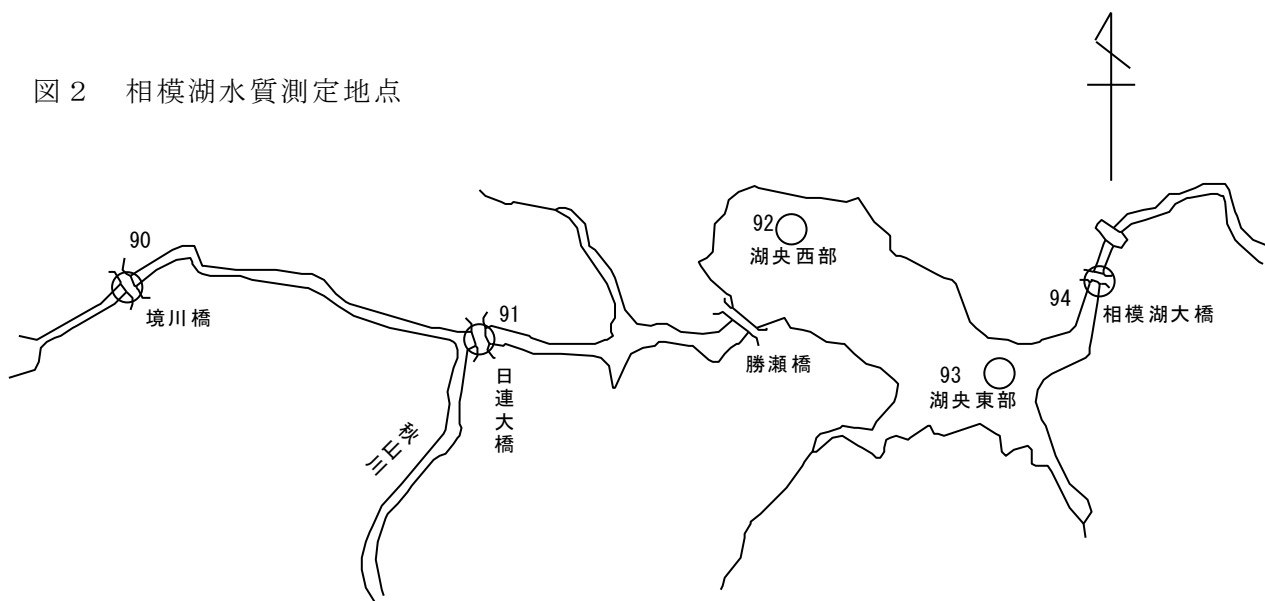 図２　相模湖水質測定地点
90
境川橋
91
日連大橋
秋山川
92
湖央西部
勝瀬橋
93
湖央東部
94
相模湖大橋